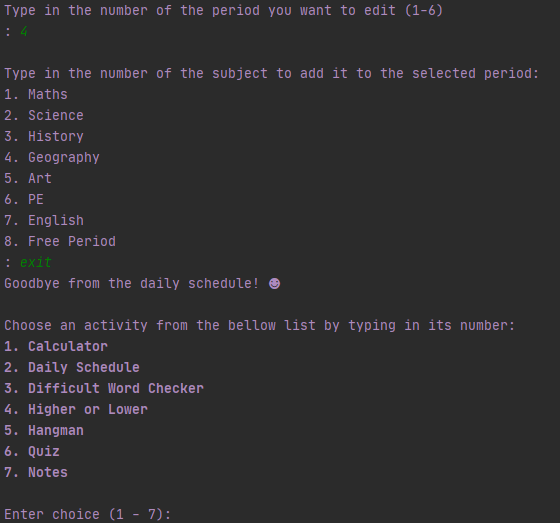 Type in the number of the period you want to edit (1-6)
: 4
Type in the number of the subject to add it to the selected period:
1. Maths
2. Science
3. History
4. Geography
5. Art
6. PE
7. English
8. Free Period
: exit
Goodbye from the daily schedule! ☻
Choose an activity from the bellow list by typing in its number:
1. Calculator
2. Daily Schedule
3. Difficult Word Checker
4. Higher or Lower
5. Hangman
6. Quiz
7. Notes
Enter choice (1 - 7):